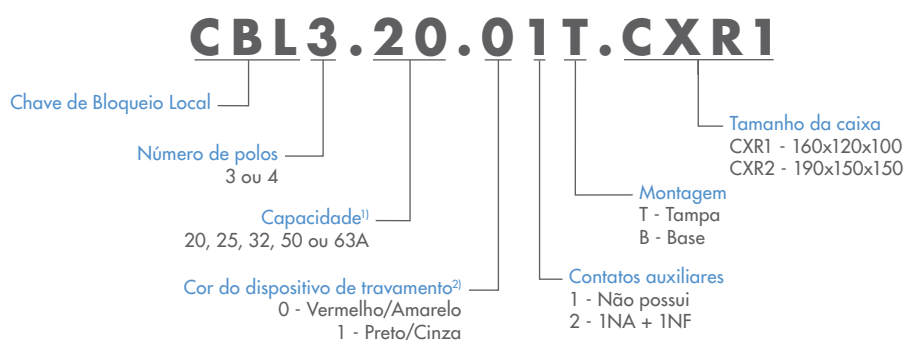 CBL3.20.01T.CXR1
Chave de Bloqueio Local
Número de polos
3 ou 4
Capacidade¹⁾
20, 25, 32, 50 ou 63A
Cor do dispositivo de travamento²⁾
0 - Vermelho/Amarelo
1 - Preto/Cinza
Contatos auxiliares
1 - Não possui
2 - 1NA + 1NF
Montagem
T - Tampa
B - Base
Tamanho da caixa
CXR1 - 160x120x100
CXR2 - 190x150x150